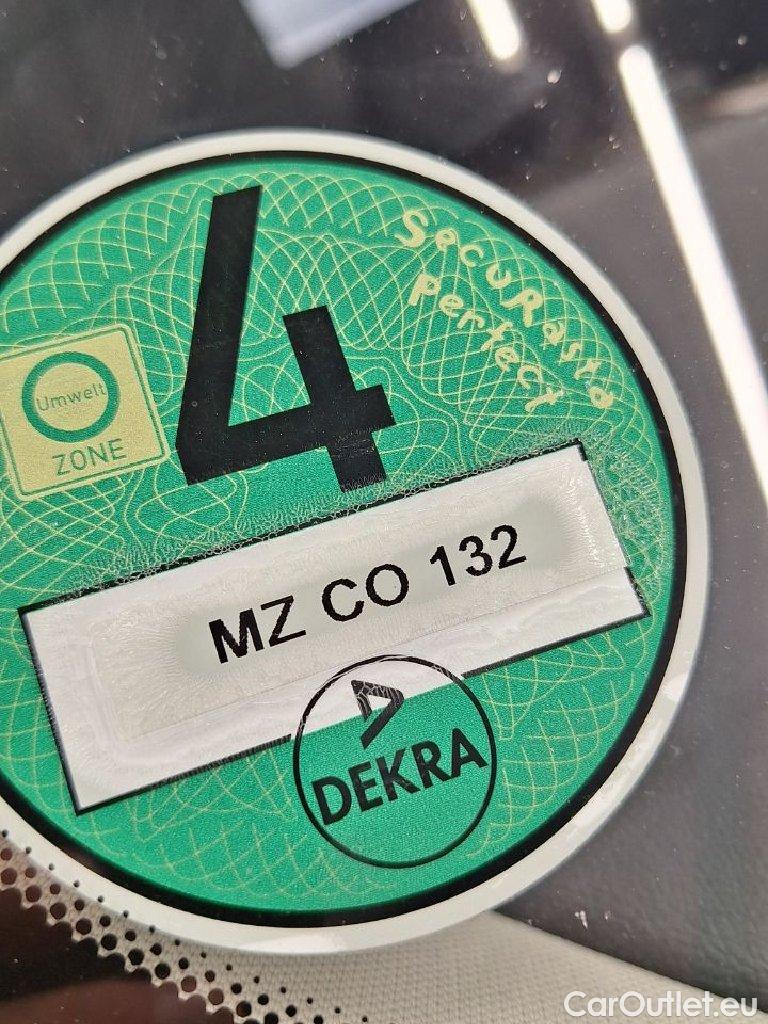 4
SecuRasta
perfect
Umwelt
ZONE
MZ CO 132
DEKRA
CarOutlet.eu